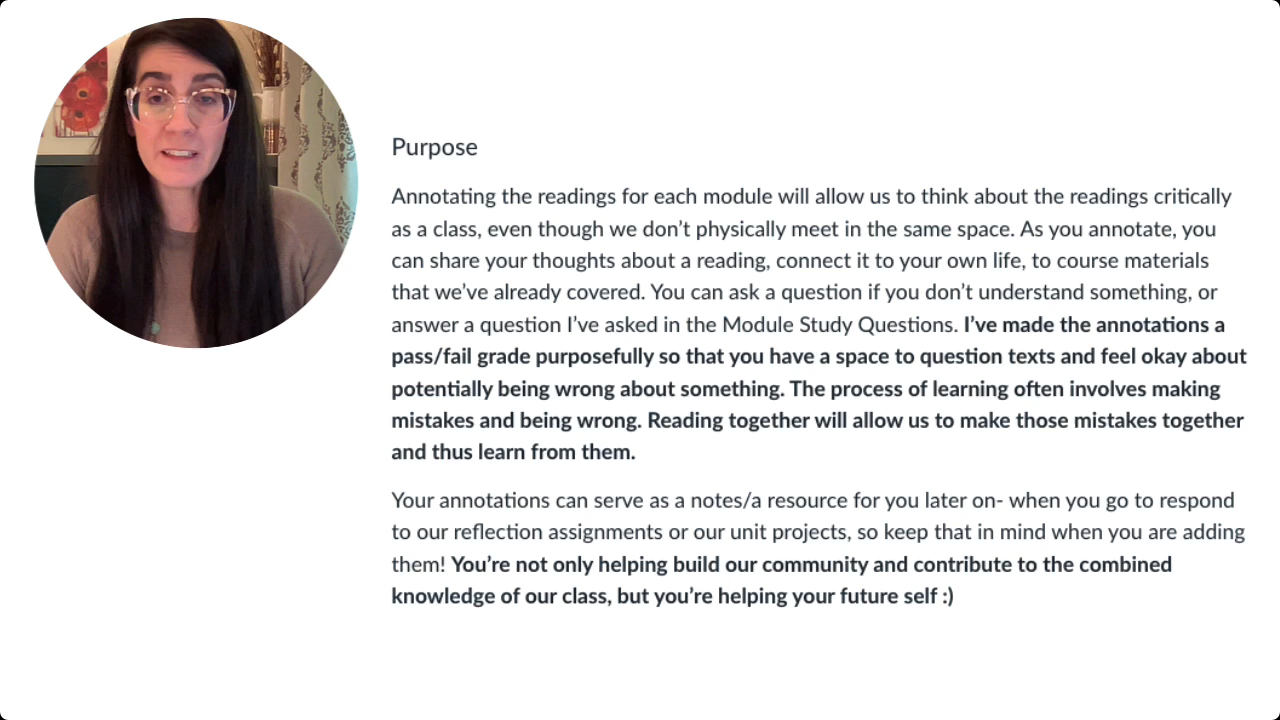 Purpose
Annotating the readings for each module will allow us to think about the readings critically
as a class, even though we don't physically meet in the same space. As you annotate, you
can share your thoughts about a reading, connect it to your own life, to course materials
that we've already covered. You can ask a question if you don't understand something, or
answer a question I've asked in the Module Study Questions. I've made the annotations a
pass/fail grade purposefully so that you have a space to question texts and feel okay about
potentially being wrong about something. The process of learning often involves making
mistakes and being wrong. Reading together will allow us to make those mistakes together
and thus learn from them.
Your annotations can serve as a notes/a resource for you later on- when you go to respond
to our reflection assignments or our unit projects, so keep that in mind when you are adding
them! You're not only helping build our community and contribute to the combined
knowledge of our class, but you're helping your future self :)